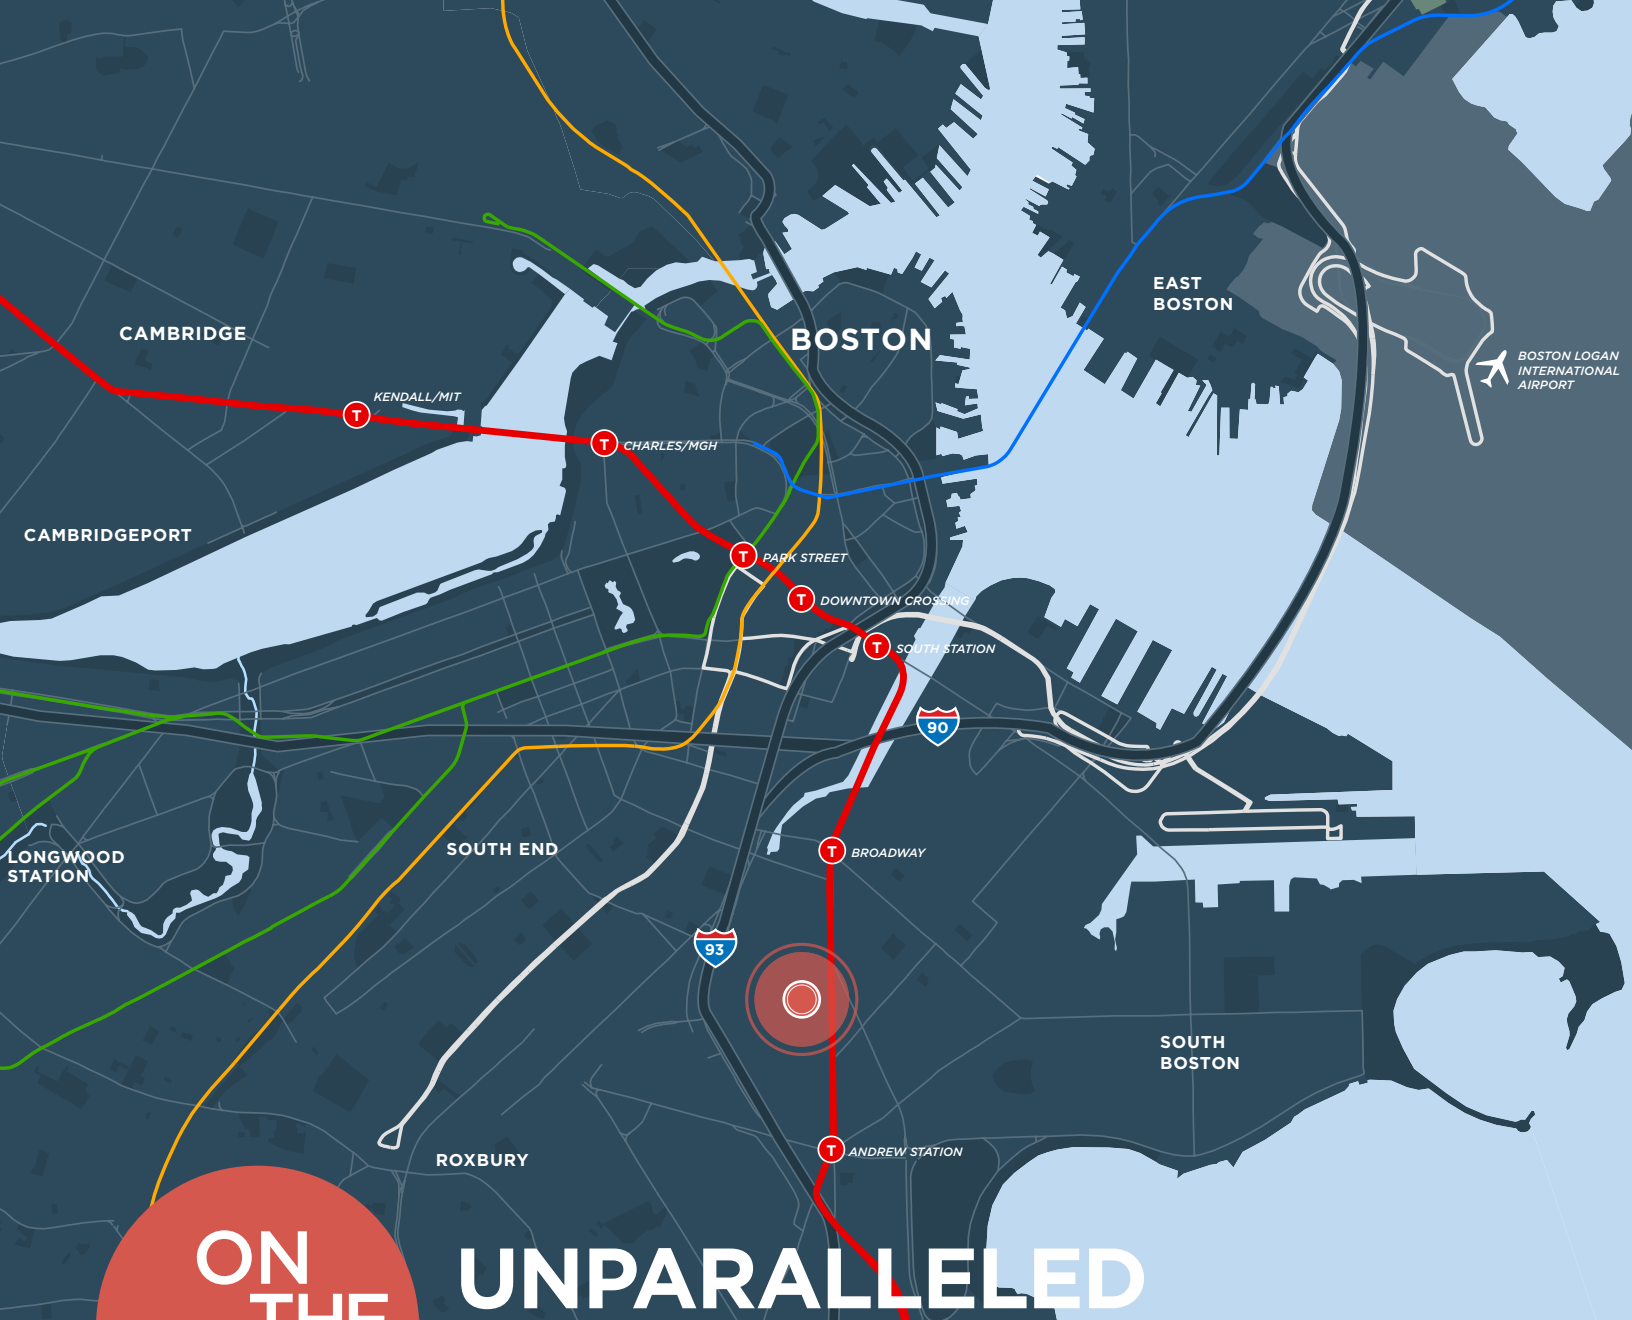 CAMBRIDGE
KENDALL/MIT
T
T
CHARLES/MGH
BOSTON
EAST
BOSTON
BOSTON LOGAN
INTERNATIONAL
AIRPORT
CAMBRIDGEPORT
T
PARK STREET
T
DOWNTOWN CROSSING
T
SOUTH STATION
90
LONGWOOD
STATION
SOUTH END
T
BROADWAY
93
SOUTH
BOSTON
T
ANDREW STATION
ROXBURY
ON
THE
UNPARALLELED